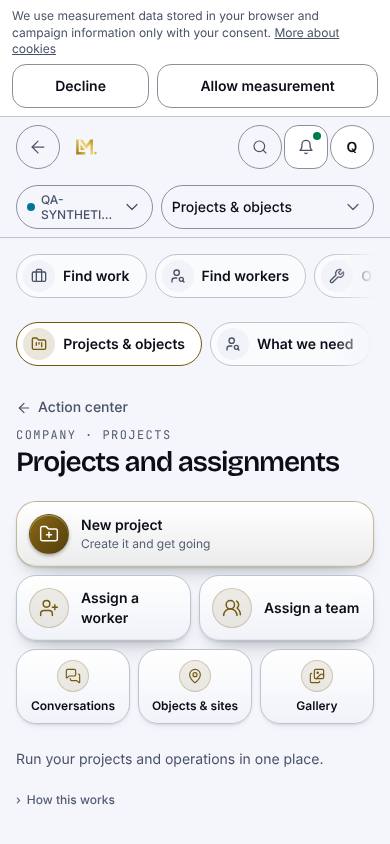 We use measurement data stored in your browser and
campaign information only with your consent. More about
cookies
Decline
Allow measurement
LM.
Q
QA-
SYNTHETI...
Projects & objects
Find work
Find workers
Projects & objects
What we need
Action center
COMPANY · PROJECTS
Projects and assignments
New project
Create it and get going
Assign a
worker
Assign a team
Conversations
Objects & sites
Gallery
Run your projects and operations in one place.
How this works